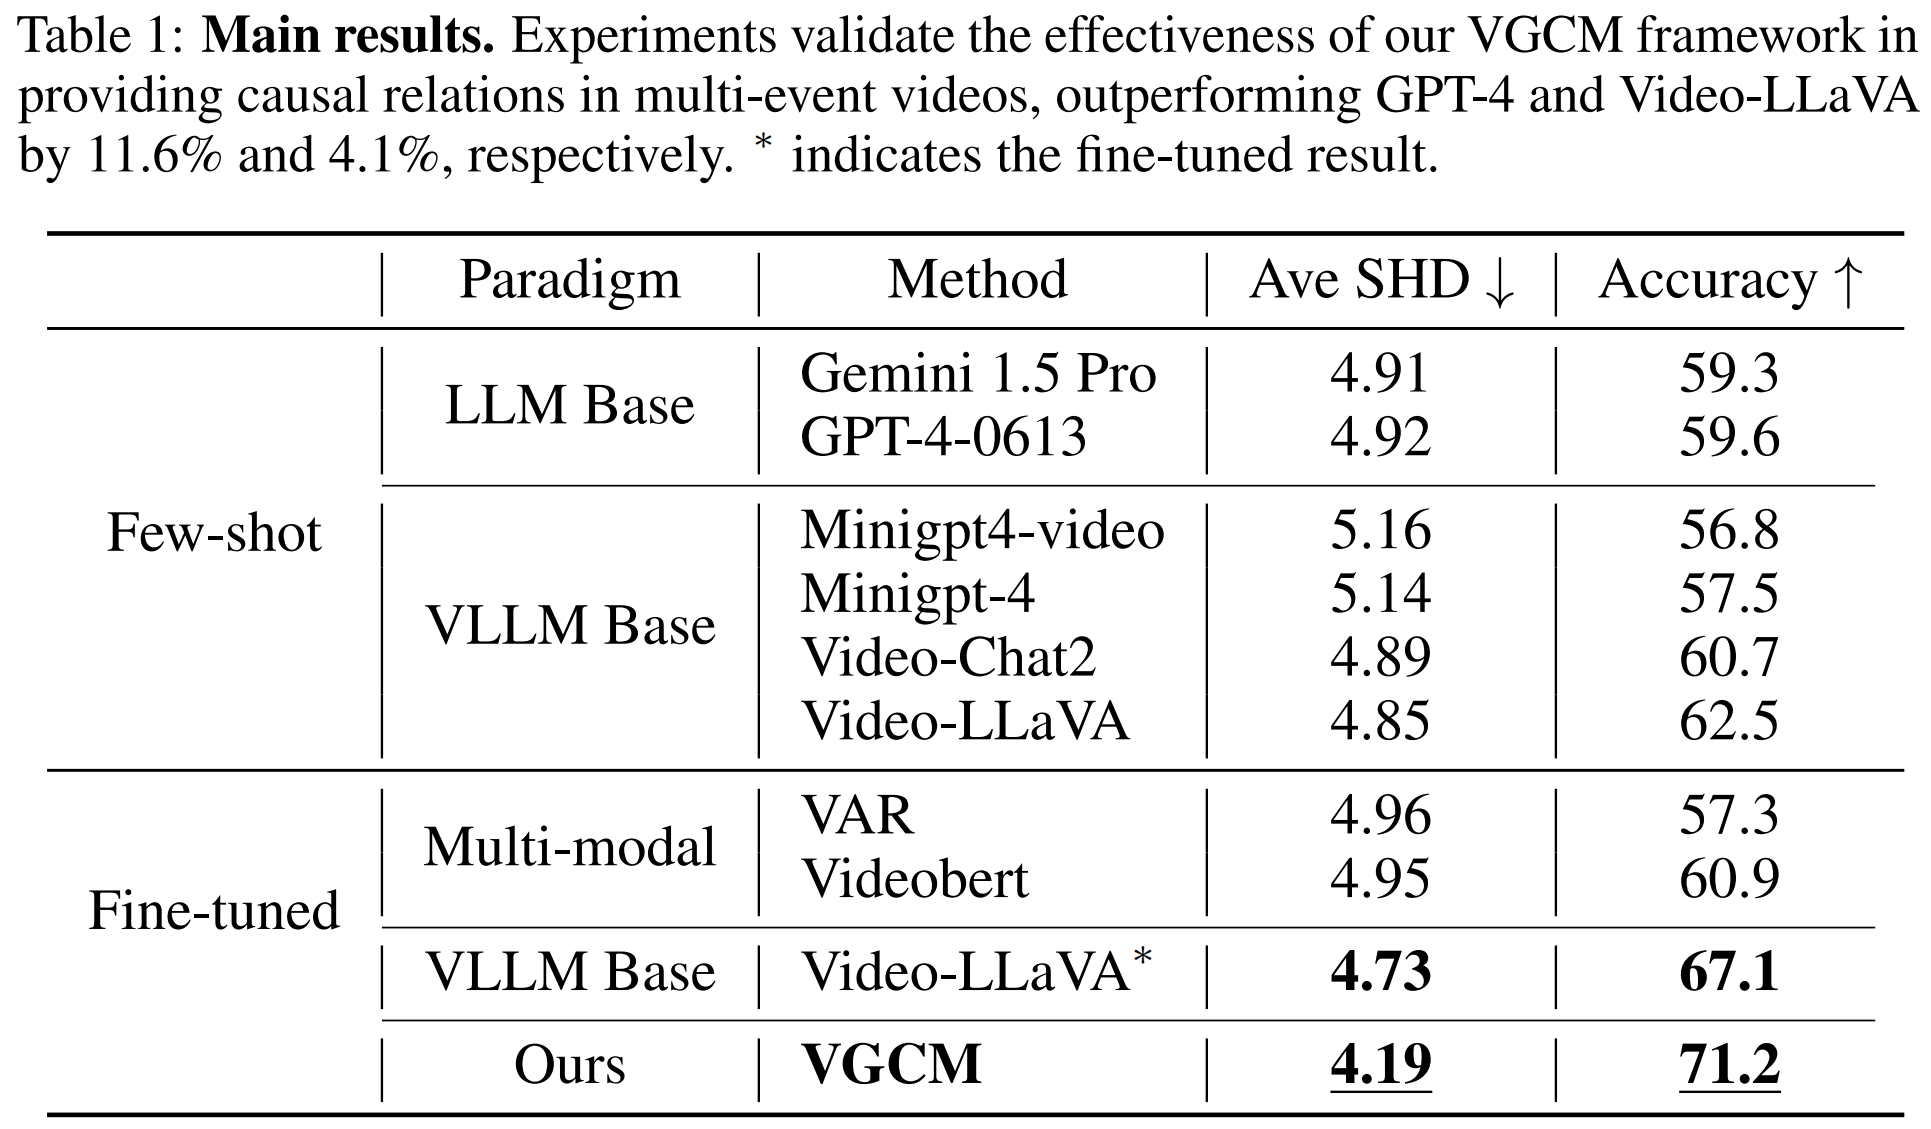 Table 1: Main results. Experiments validate the effectiveness of our VGCM framework in
providing causal relations in multi-event videos, outperforming GPT-4 and Video-LLaVA
by 11.6% and 4.1%, respectively. * indicates the fine-tuned result.
Paradigm Method Ave SHD ↓ Accuracy ↑
Few-shot
LLM Base
Gemini 1.5 Pro 4.91 59.3
GPT-4-0613 4.92 59.6
VLLM Base
Minigpt4-video 5.16 56.8
Minigpt-4 5.14 57.5
Video-Chat2 4.89 60.7
Video-LLaVA 4.85 62.5
Fine-tuned
Multi-modal
VAR 4.96 57.3
Videobert 4.95 60.9
VLLM Base Video-LLaVA* 4.73 67.1
Ours VGCM 4.19 71.2